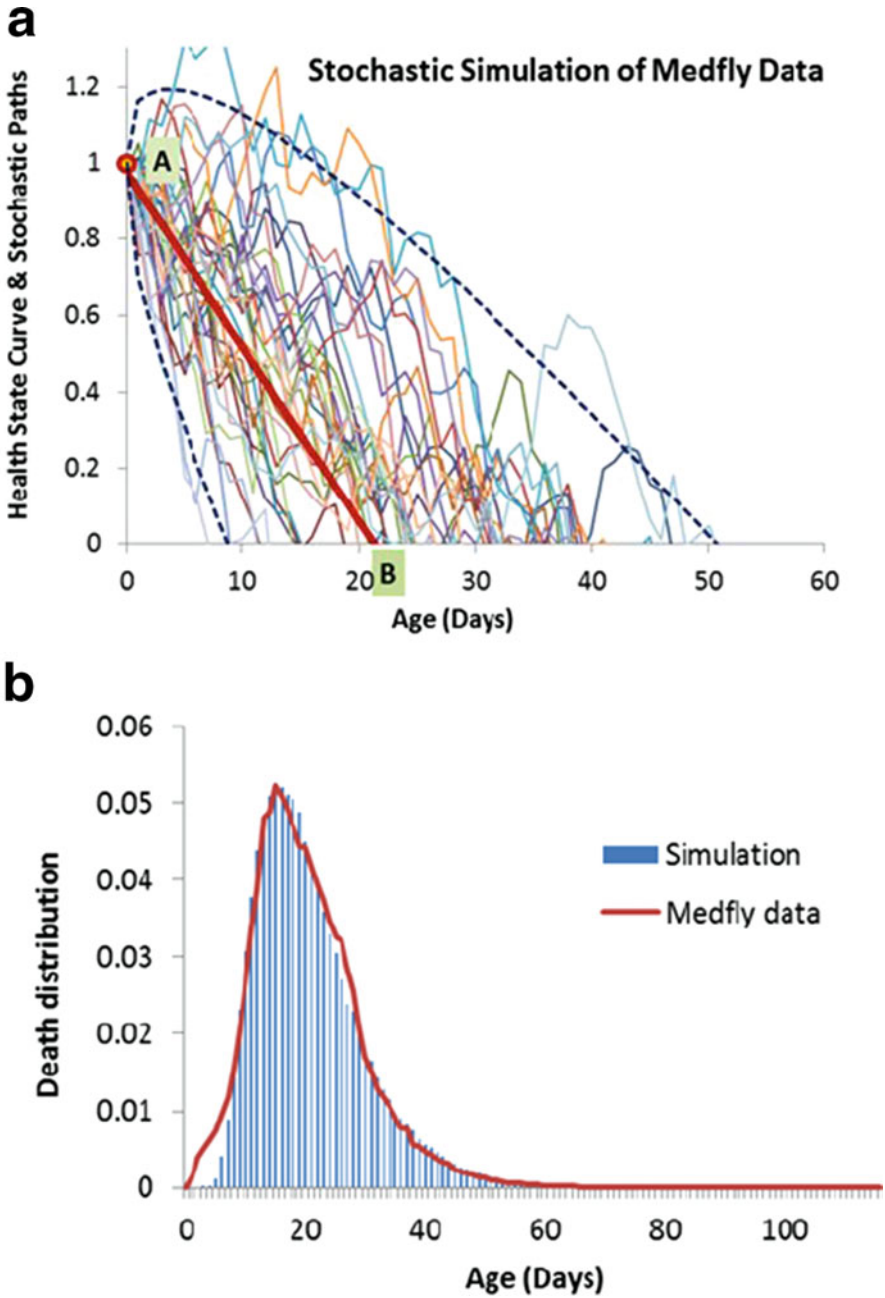 a
Stochastic Simulation of Medfly Data
Health State Curve & Stochastic Paths
1.2
1
0.8
0.6
0.4
0.2
0
A
B
0 10 20 30 40 50 60
Age (Days)
b
Death distribution
0.06
0.05
0.04
0.03
0.02
0.01
0
Simulation
Medfly data
0 20 40 60 80 100
Age (Days)